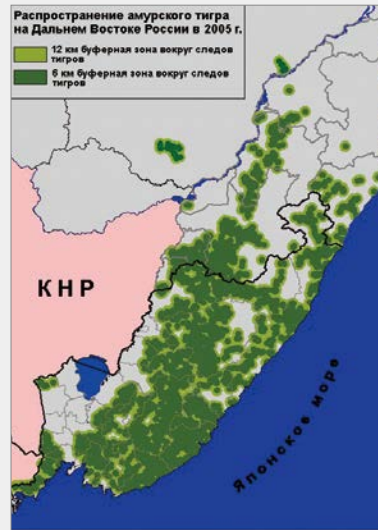 Распространение амурского тигра
на Дальнем Востоке России в 2005 г.
12 км буферная зона вокруг следов
тигров
6 км буферная зона вокруг следов
тигров
КНР
Японское море